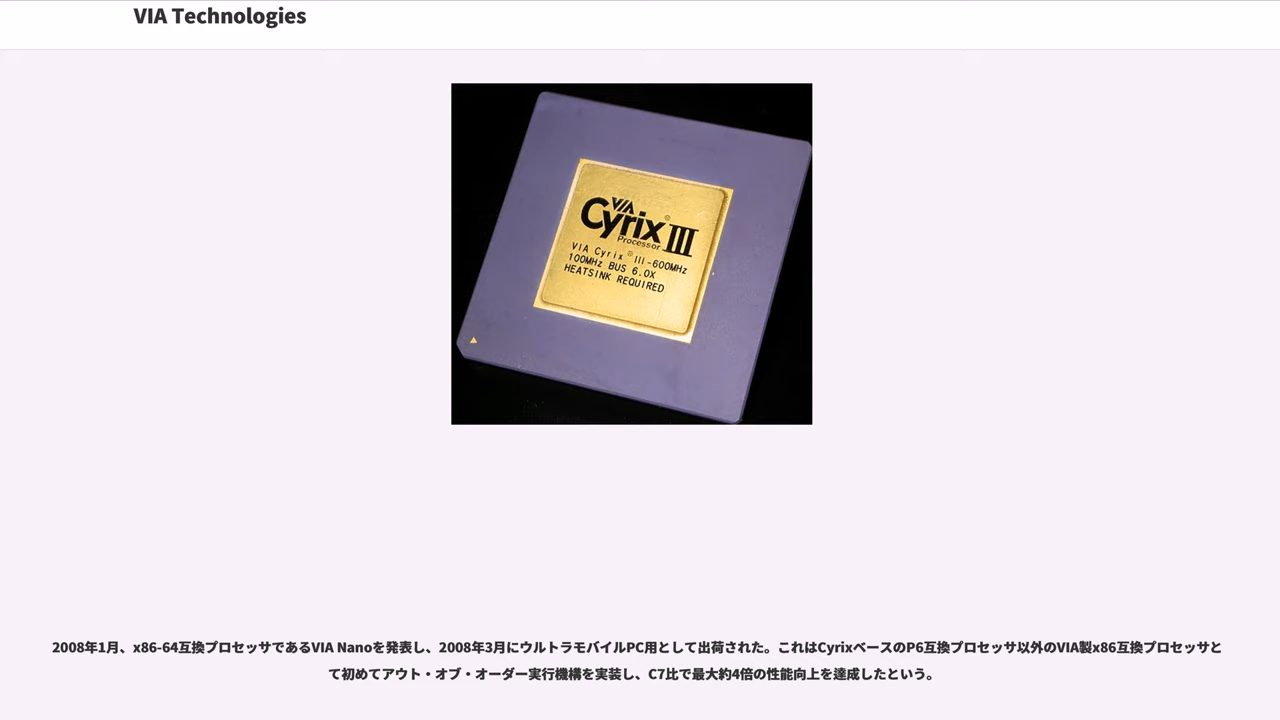 VIA Technologies
VIA
Cyrix® III
Processor
VIA Cyrix® III-600MHz
100MHz BUS 6.0X
HEATSINK REQUIRED
2008年1月、x86-64互換プロセッサであるVIA Nanoを発表し、2008年3月にウルトラモバイルPC用として出荷された。これはCyrixベースのP6互換プロセッサ以外のVIA製x86互換プロセッサと
て初めてアウト・オブ・オーダー実行機構を実装し、C7比で最大約4倍の性能向上を達成したという。